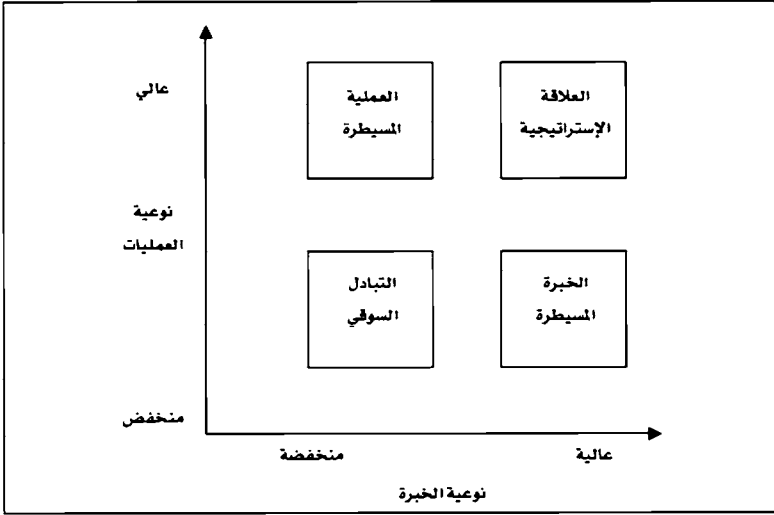 عالي
العلاقة
الإستراتيجية
العملية
المسيطرة
نوعية
العمليات
الخبرة
المسيطرة
التبادل
السوقي
منخفض
عالية
منخفضة
نوعية الخبرة